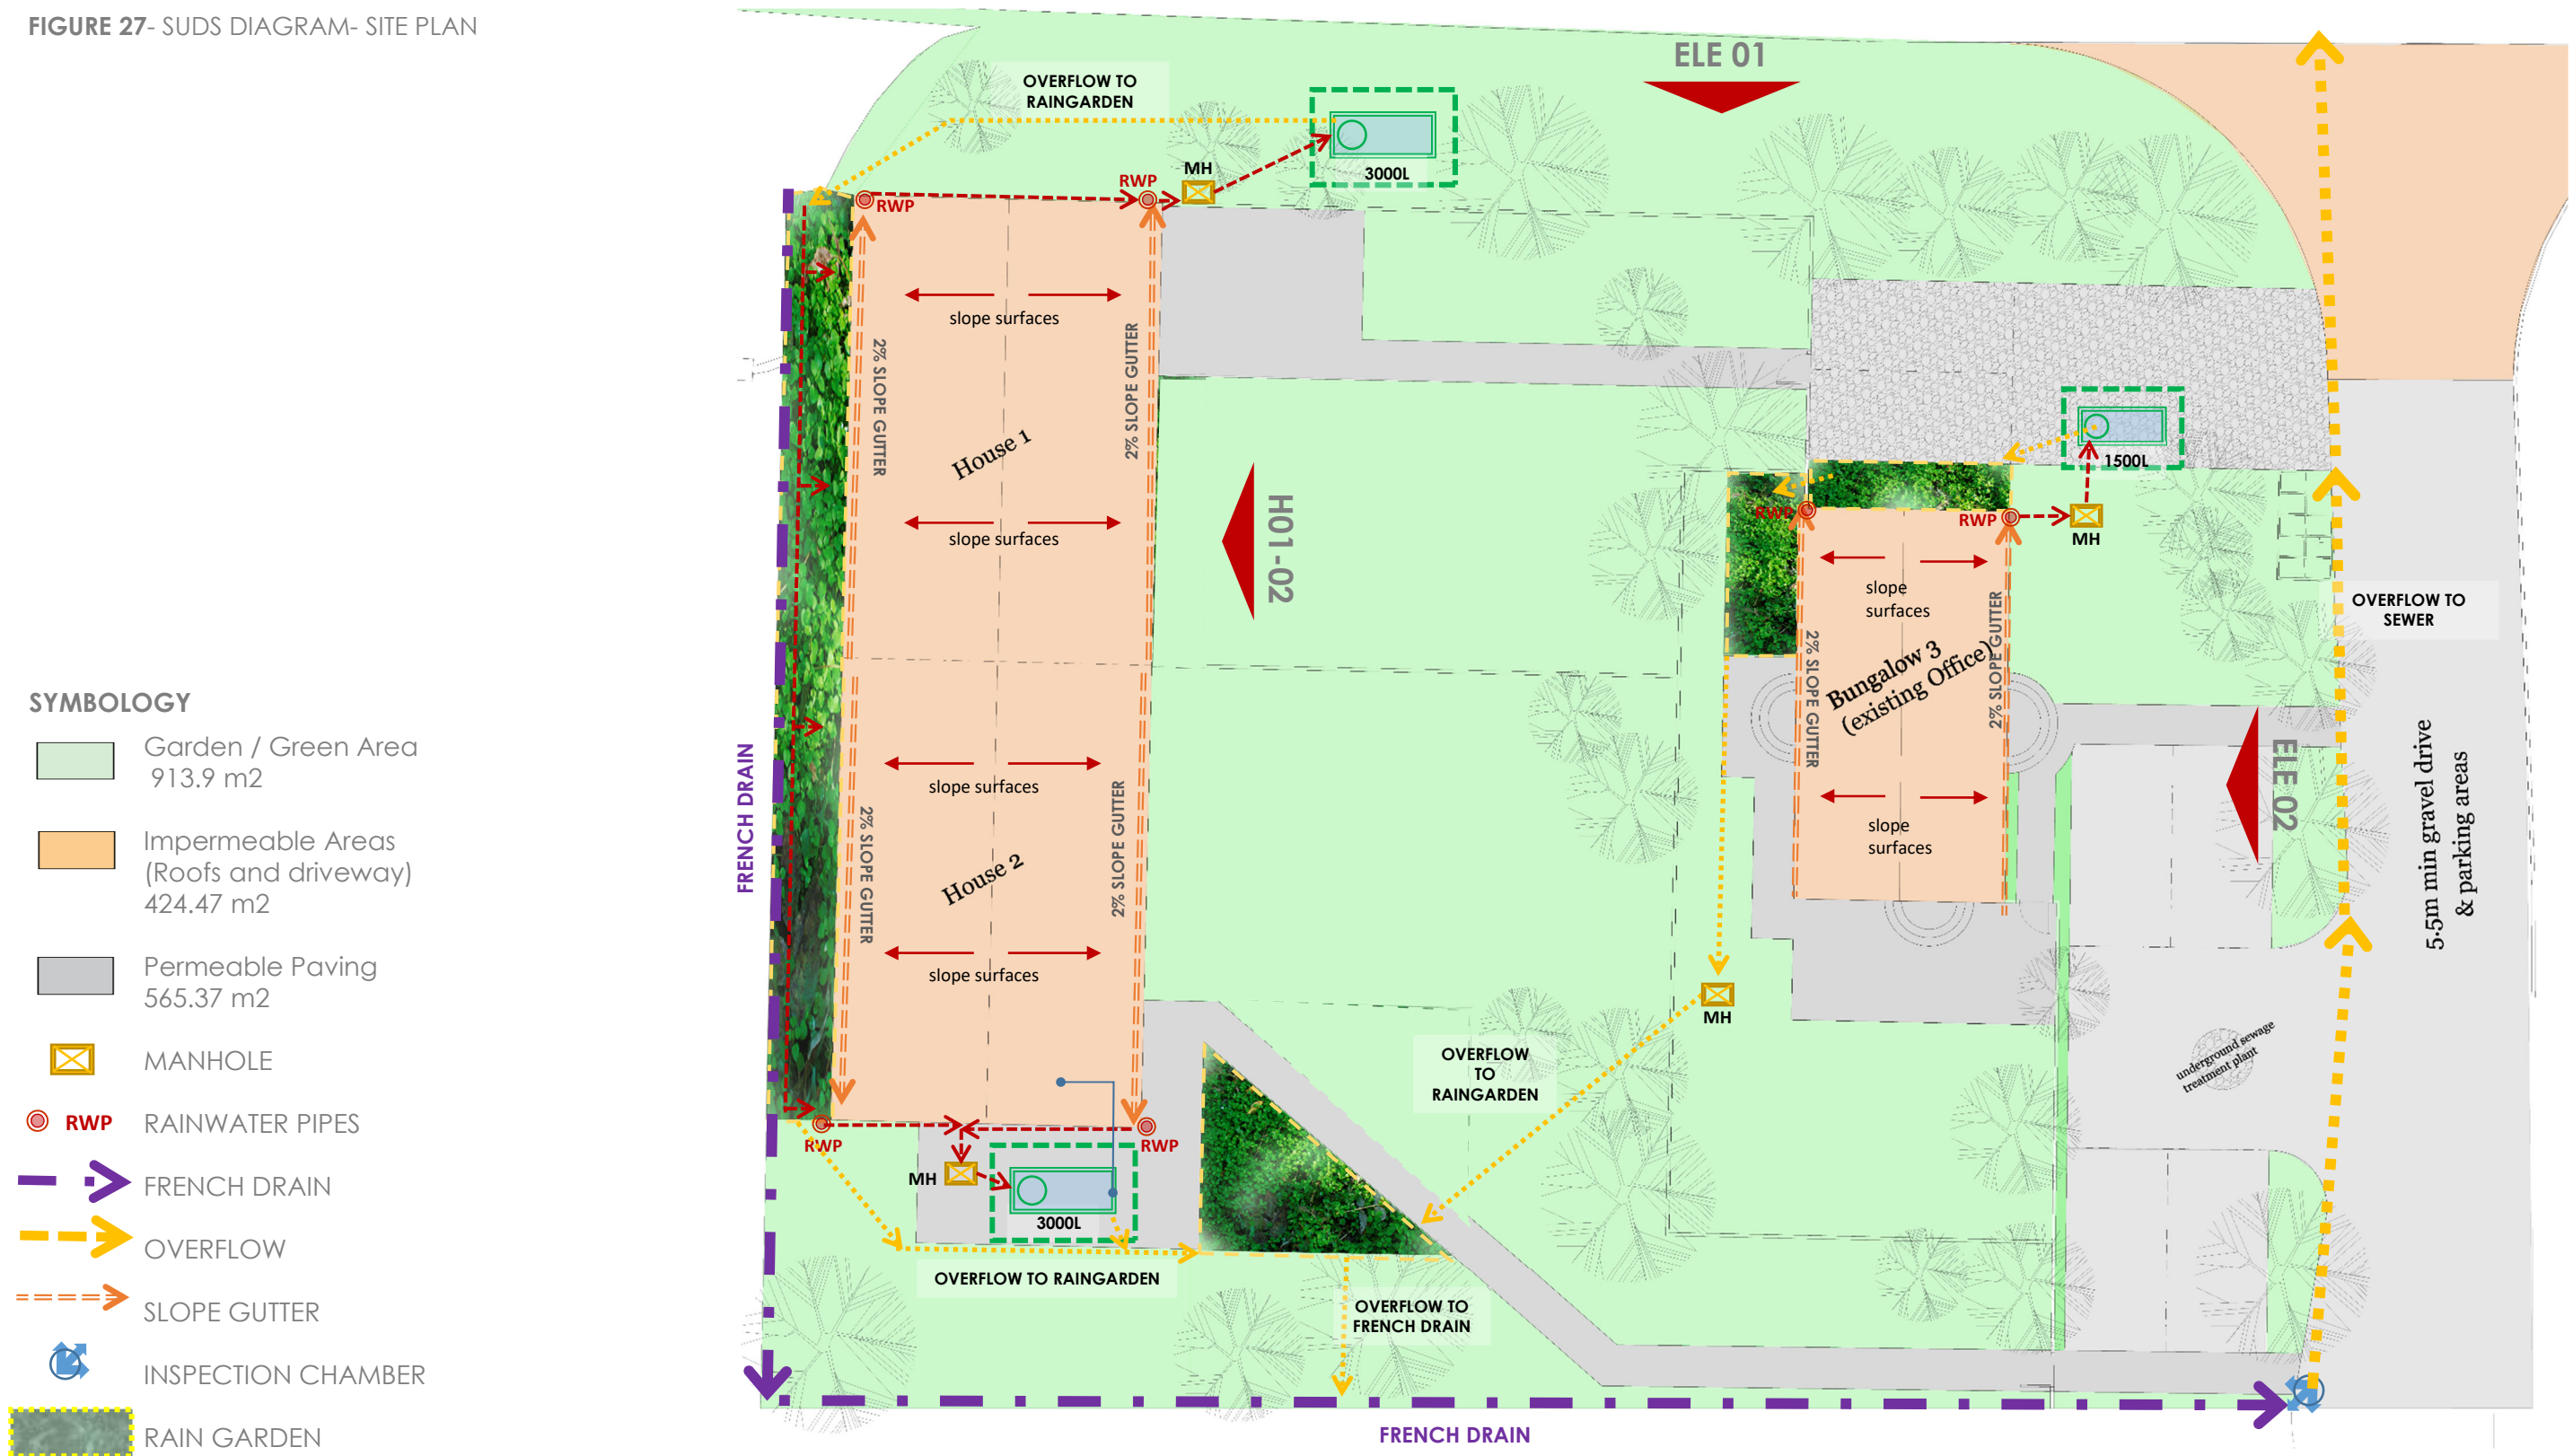 FIGURE 27- SUDS DIAGRAM- SITE PLAN
ELE 01
OVERFLOW TO
RAINGARDEN
MH
3000L
RWP
RWP
slope surfaces
2% SLOPE GUTTER
2% SLOPE GUTTER
House 1
slope surfaces
H01-02
1500L
RWP
RWP
MH
slope
surfaces
OVERFLOW TO
SEWER
2% SLOPE GUTTER
2% SLOPE GUTTER
Bungalow 3
(existing Office)
slope
surfaces
ELE 02
5.5m min gravel drive
& parking areas
FRENCH DRAIN
slope surfaces
2% SLOPE GUTTER
2% SLOPE GUTTER
House 2
slope surfaces
MH
OVERFLOW
TO
RAINGARDEN
underground sewage
treatment plant
RWP
RWP
MH
3000L
OVERFLOW TO RAINGARDEN
OVERFLOW TO
FRENCH DRAIN
FRENCH DRAIN
SYMBOLOGY
Garden / Green Area
913.9 m2
Impermeable Areas
(Roofs and driveway)
424.47 m2
Permeable Paving
565.37 m2
MANHOLE
RWP RAINWATER PIPES
FRENCH DRAIN
OVERFLOW
SLOPE GUTTER
INSPECTION CHAMBER
RAIN GARDEN